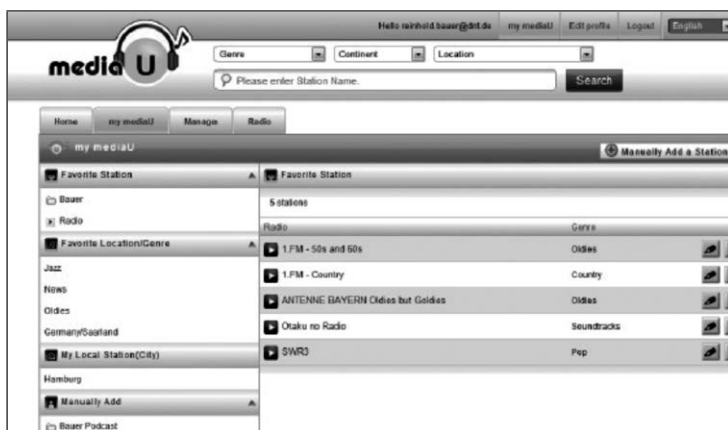 Hello reinhold.bauer@dnt.de my mediaU Edit profile Logout English
media U
Genre Continent Location
Please enter Station Name. Search
Home my mediaU Manager Radio
my mediaU
Manually Add a Station
Favorite Station
Bauer
Radio
Favorite Location/Genre
Jazz
News
Oldies
Germany/Saarland
My Local Station(City)
Hamburg
Manually Add
Bauer Podcast
Favorite Station
5 stations
Radio Genre
1.FM - 50s and 60s Oldies
1.FM - Country Country
ANTENNE BAYERN Oldies but Goldies Oldies
Otaku no Radio Soundtracks
SWR3 Pop